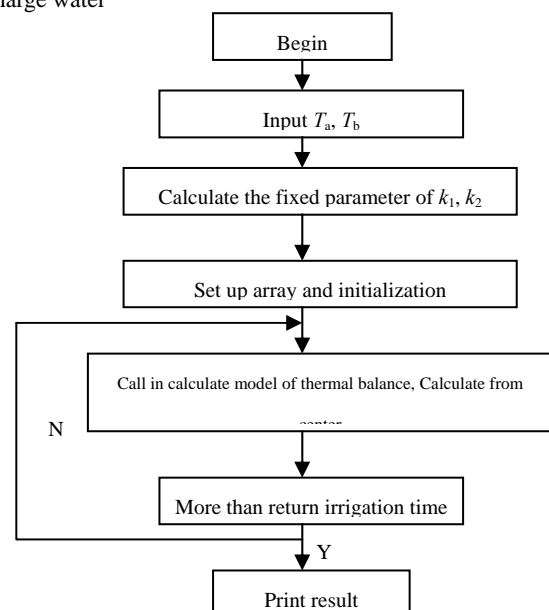 large water
Begin
Input Ta, Tb
Calculate the fixed parameter of k1, k2
Set up array and initialization
Call in calculate model of thermal balance, Calculate from
center
N
More than return irrigation time
Y
Print result